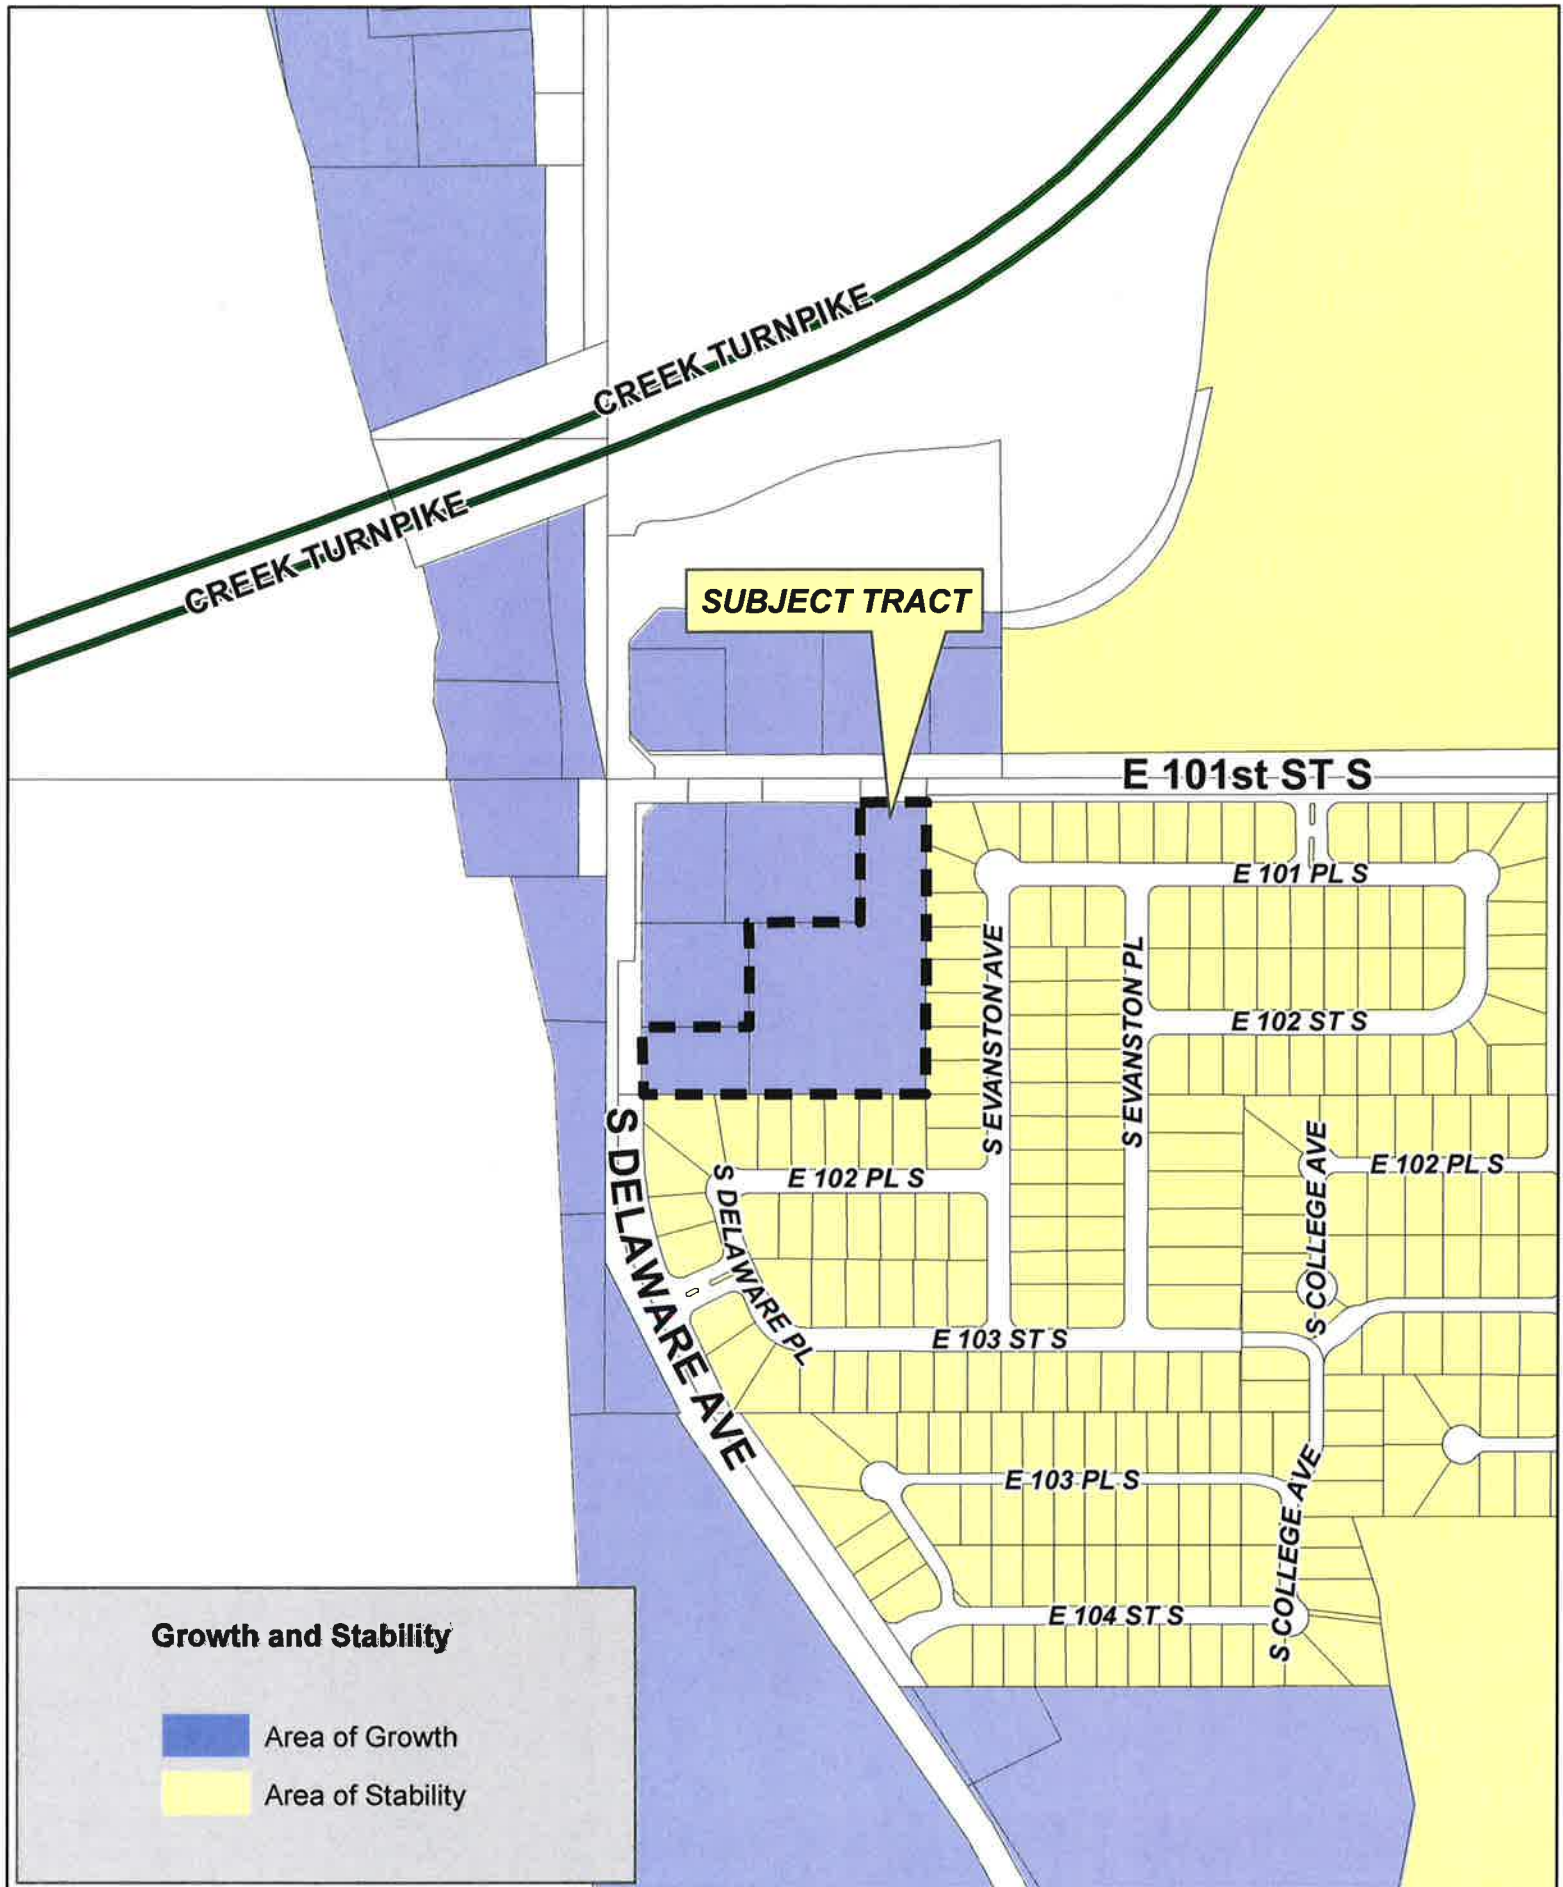 CREEK TURNPIKE
CREEK TURNPIKE
SUBJECT TRACT
E 101st ST S
E 101 PL S
S EVANSTON AVE
S EVANSTON PL
E 102 ST S
S DELAWARE AVE
S DELAWARE PL
E 102 PL S
S COLLEGE AVE
E 102 PL S
E 103 ST S
E 103 PL S
S COLLEGE AVE
E 104 ST S
Growth and Stability
Area of Growth
Area of Stability